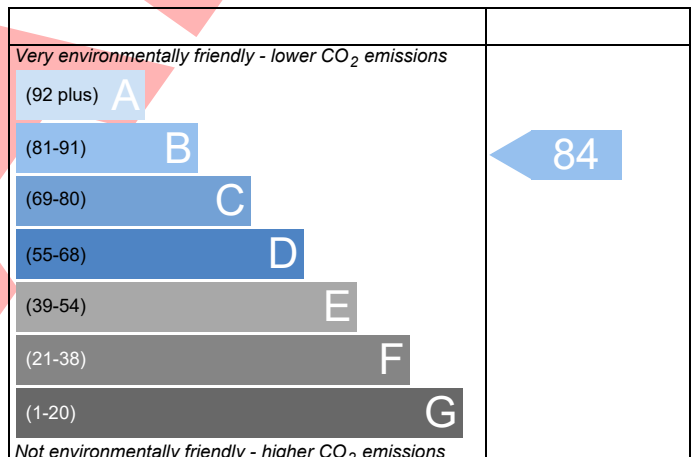 Very environmentally friendly - lower CO2 emissions
(92 plus) A
(81-91) B
84
(69-80) C
(55-68) D
(39-54) E
(21-38) F
(1-20) G
Not environmentally friendly - higher CO2 emissions